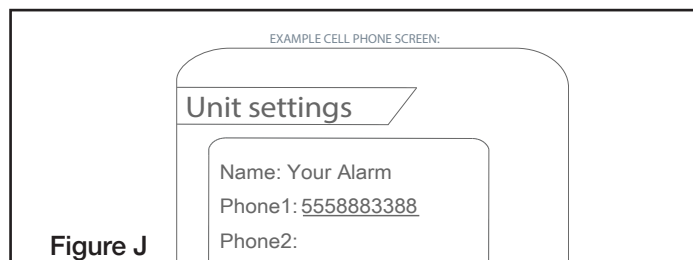 EXAMPLE CELL PHONE SCREEN:
Unit settings
Name: Your Alarm
Phone1: 5558883388
Phone2:
Figure J